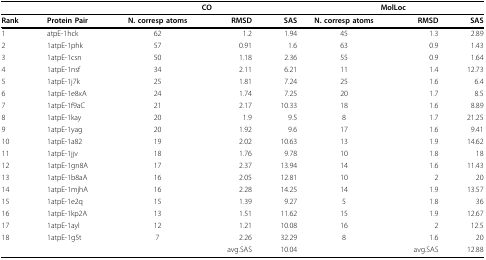 CO MolLoc
Rank Protein Pair N. corresp atoms RMSD SAS N. corresp atoms RMSD SAS
1 atpE-1hck 62 1.2 1.94 45 1.3 2.89
2 1atpE-1phk 57 0.91 1.6 63 0.9 1.43
3 1atpE-1csn 50 1.18 2.36 55 0.9 1.64
4 1atpE-1nsf 34 2.11 6.21 11 1.4 12.73
5 1atpE-1j7k 25 1.81 7.24 25 1.6 6.4
6 1atpE-1e8xA 24 1.74 7.25 20 1.7 8.5
7 1atpE-1f9aC 21 2.17 10.33 18 1.6 8.89
8 1atpE-1kay 20 1.9 9.5 8 1.7 21.25
9 1atpE-1yag 20 1.92 9.6 17 1.6 9.41
10 1atpE-1a82 19 2.02 10.63 13 1.9 14.62
11 1atpE-1jjv 18 1.76 9.78 10 1.8 18
12 1atpE-1gn8A 17 2.37 13.94 14 1.6 11.43
13 1atpE-1b8aA 16 2.05 12.81 10 2 20
14 1atpE-1mjhA 16 2.28 14.25 14 1.9 13.57
15 1atpE-1e2q 15 1.39 9.27 5 1.8 36
16 1atpE-1kp2A 13 1.51 11.62 15 1.9 12.67
17 1atpE-1ayl 12 1.21 10.08 16 2 12.5
18 1atpE-1g5t 7 2.26 32.29 8 1.6 20
avg.SAS 10.04 avg.SAS 12.88